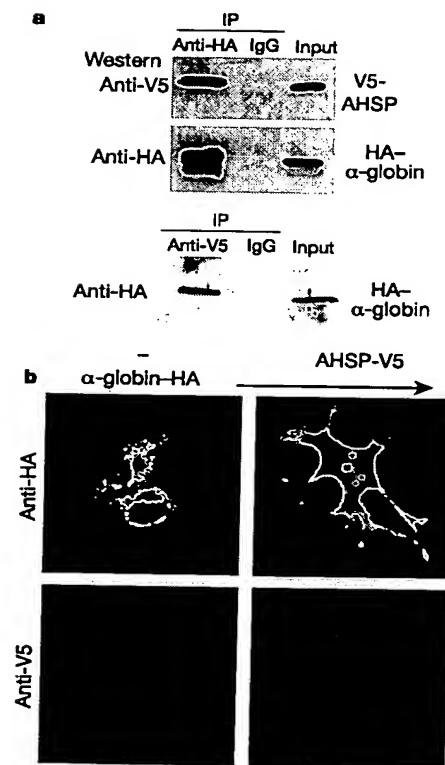 a
IP
Western Anti-HA IgG Input
Anti-V5
V5-
AHSP
Anti-HA
HA–
α-globin
IP
Anti-V5 IgG Input
Anti-HA
HA–
α-globin
b
–
AHSP-V5
α-globin–HA
Anti-HA
Anti-V5